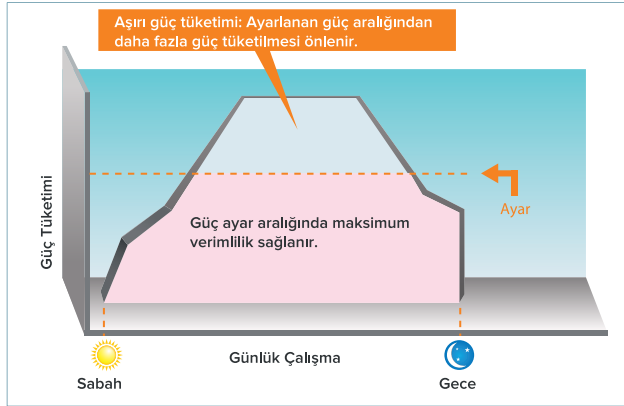 Aşırı güç tüketimi: Ayarlanan güç aralığından
daha fazla güç tüketilmesi önlenir.
Güç Tüketimi
Ayar
Güç ayar aralığında maksimum
verimlilik sağlanır.
Günlük Çalışma
Sabah
Gece